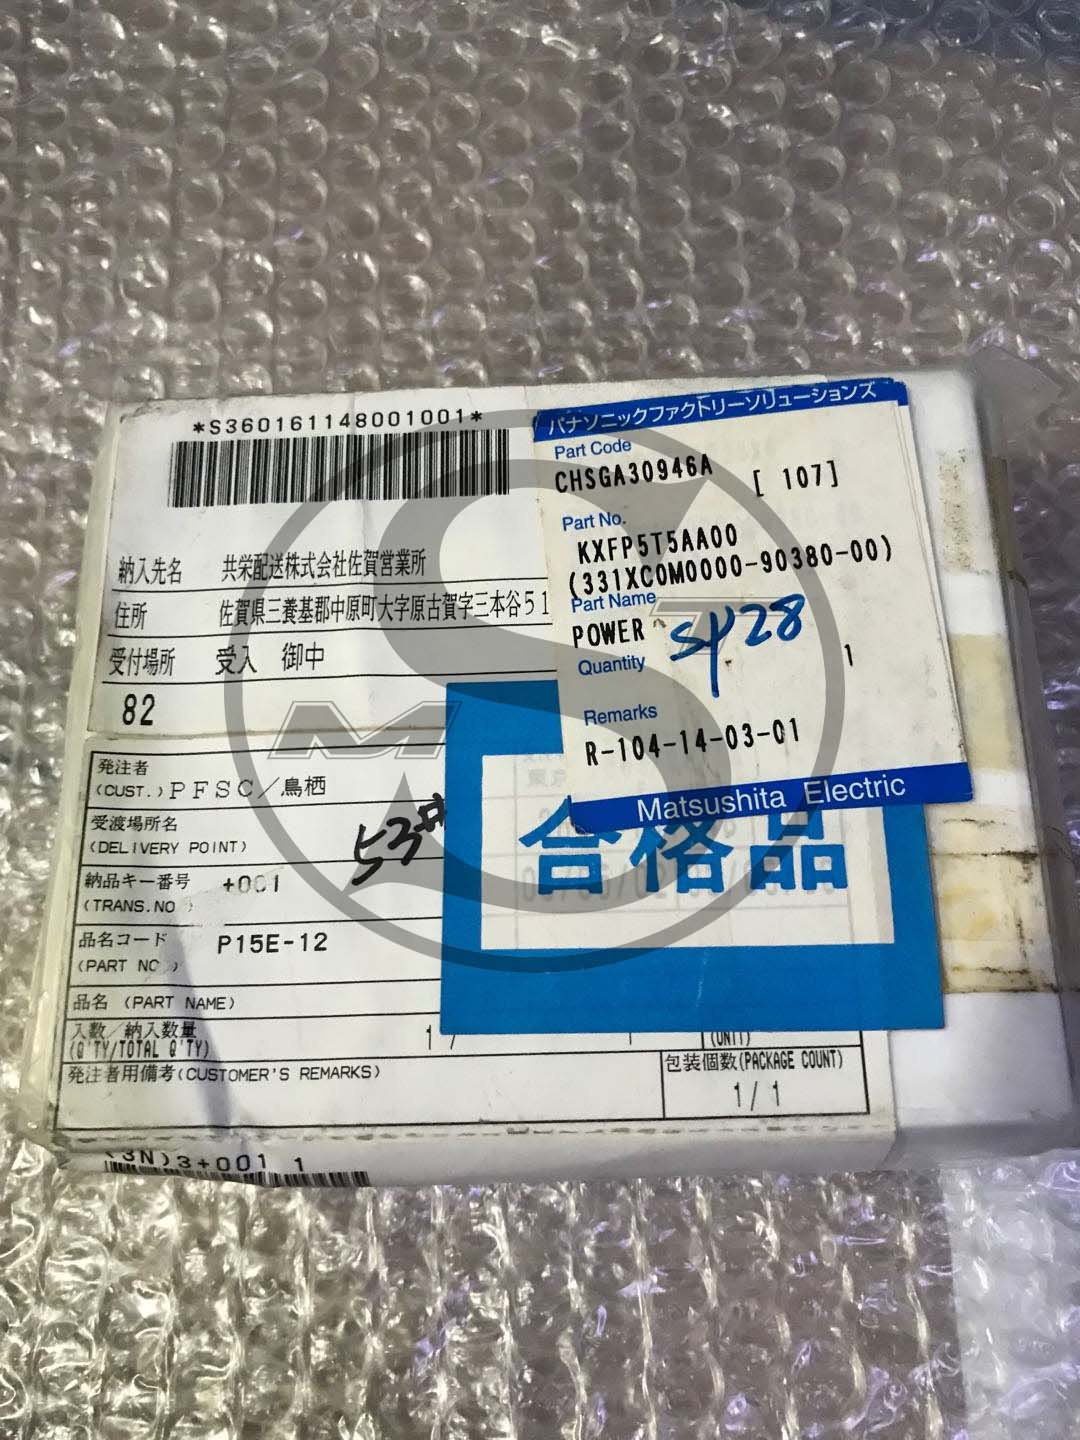 *S360161148001001*
納入先名 共栄配送株式会社佐賀営業所
住所 佐賀県三養基郡中原町大字原古賀字三本谷51
受付場所 受入 御中
82
発注者
(CUST.) PFSC/鳥栖
受渡場所名
(DELIVERY POINT)
53#
納品キー番号 +001
(TRANS.NO )
品名コード P15E-12
(PART NO.)
品名 (PART NAME)
入数/納入数量
(Q'TY/TOTAL Q'TY) 1/ 1
(UNIT)
発注者用備考(CUSTOMER'S REMARKS)
包装個数(PACKAGE COUNT)
1/1
(3N)3+001 1
パナソニックファクトリーソリューションズ
Part Code
CHSGA30946A [ 107]
Part No.
KXFP5T5AA00
(331XC0M0000-90380-00)
Part Name
POWER
SP28
Quantity 1
Remarks
R-104-14-03-01
Matsushita Electric
合格品
SM